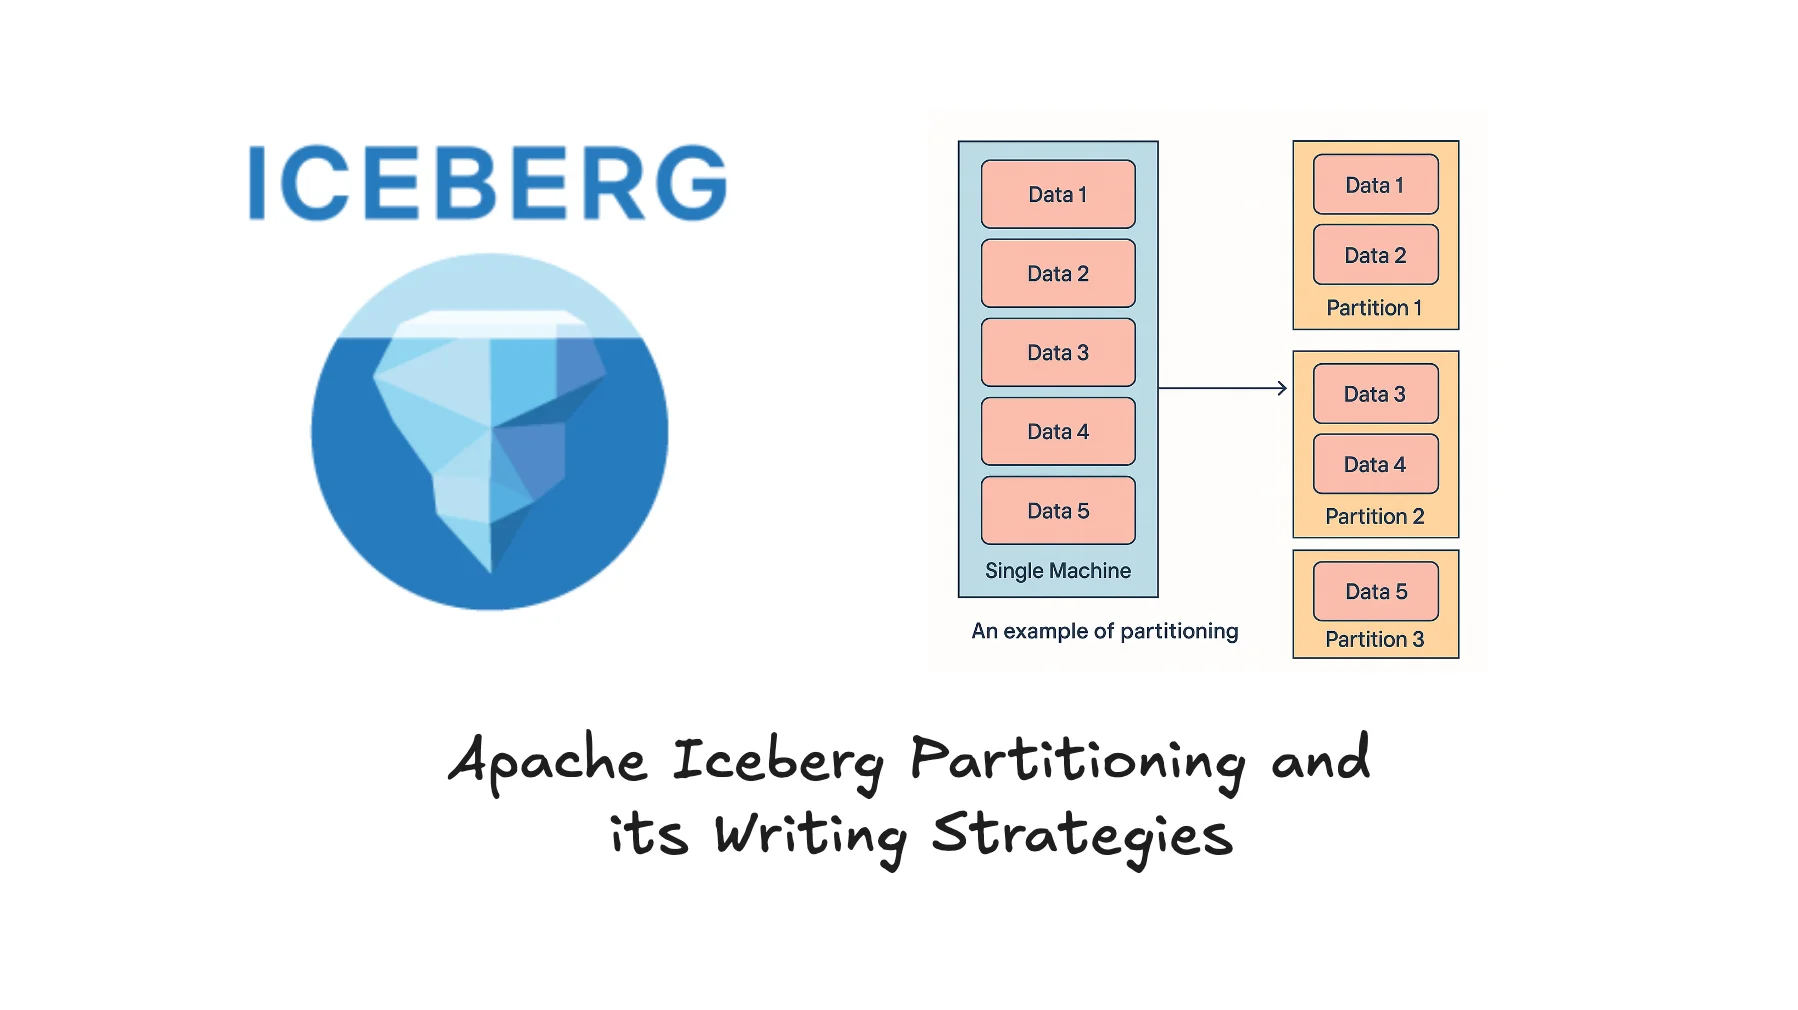 ICEBERG
Data 1
Data 2
Data 3
Data 4
Data 5
Single Machine
An example of partitioning
Data 1
Data 2
Partition 1
Data 3
Data 4
Partition 2
Data 5
Partition 3
Apache Iceberg Partitioning and
its Writing Strategies